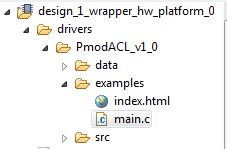 design_1_wrapper_hw_platform_0
drivers
PmodACL_v1_0
data
examples
index.html
main.c
src